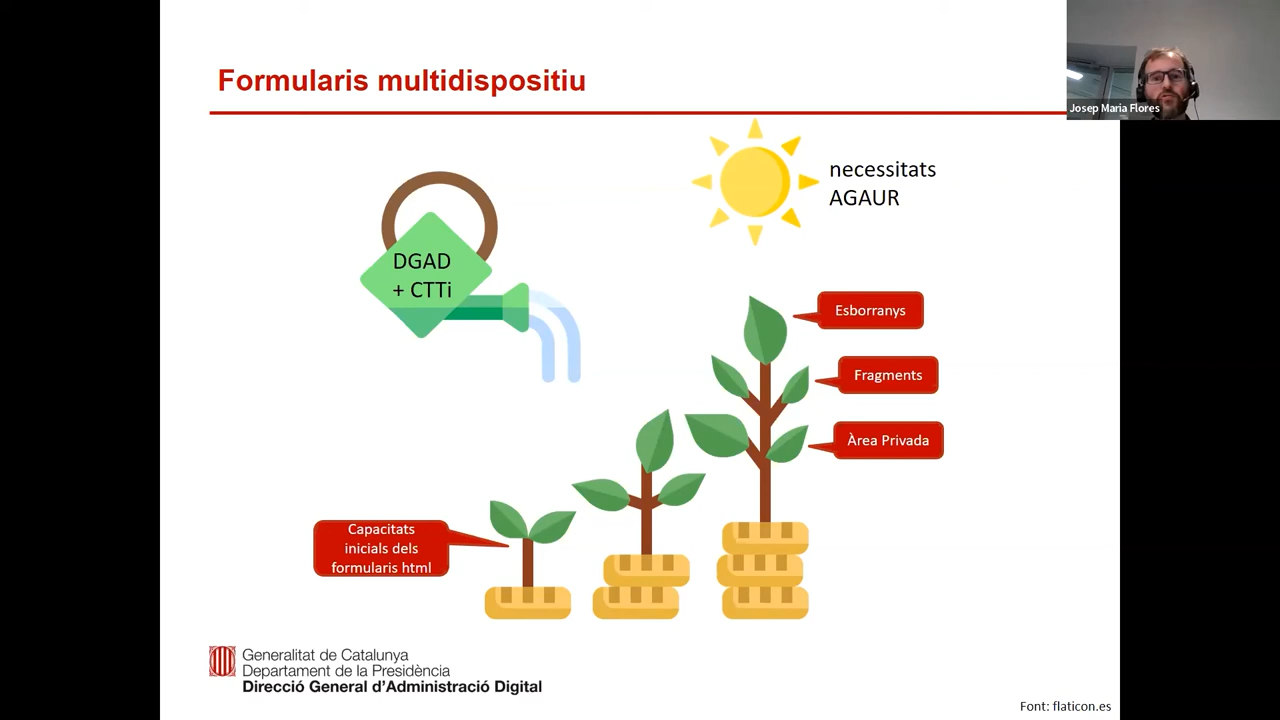 Formularis multidispositiu
Josep Maria Flores
necessitats
AGAUR
DGAD
+ CTTi
Esborranys
Fragments
Àrea Privada
Capacitats
inicials dels
formularis html
Generalitat de Catalunya
Departament de la Presidència
Direcció General d'Administració Digital
Font: flaticon.es